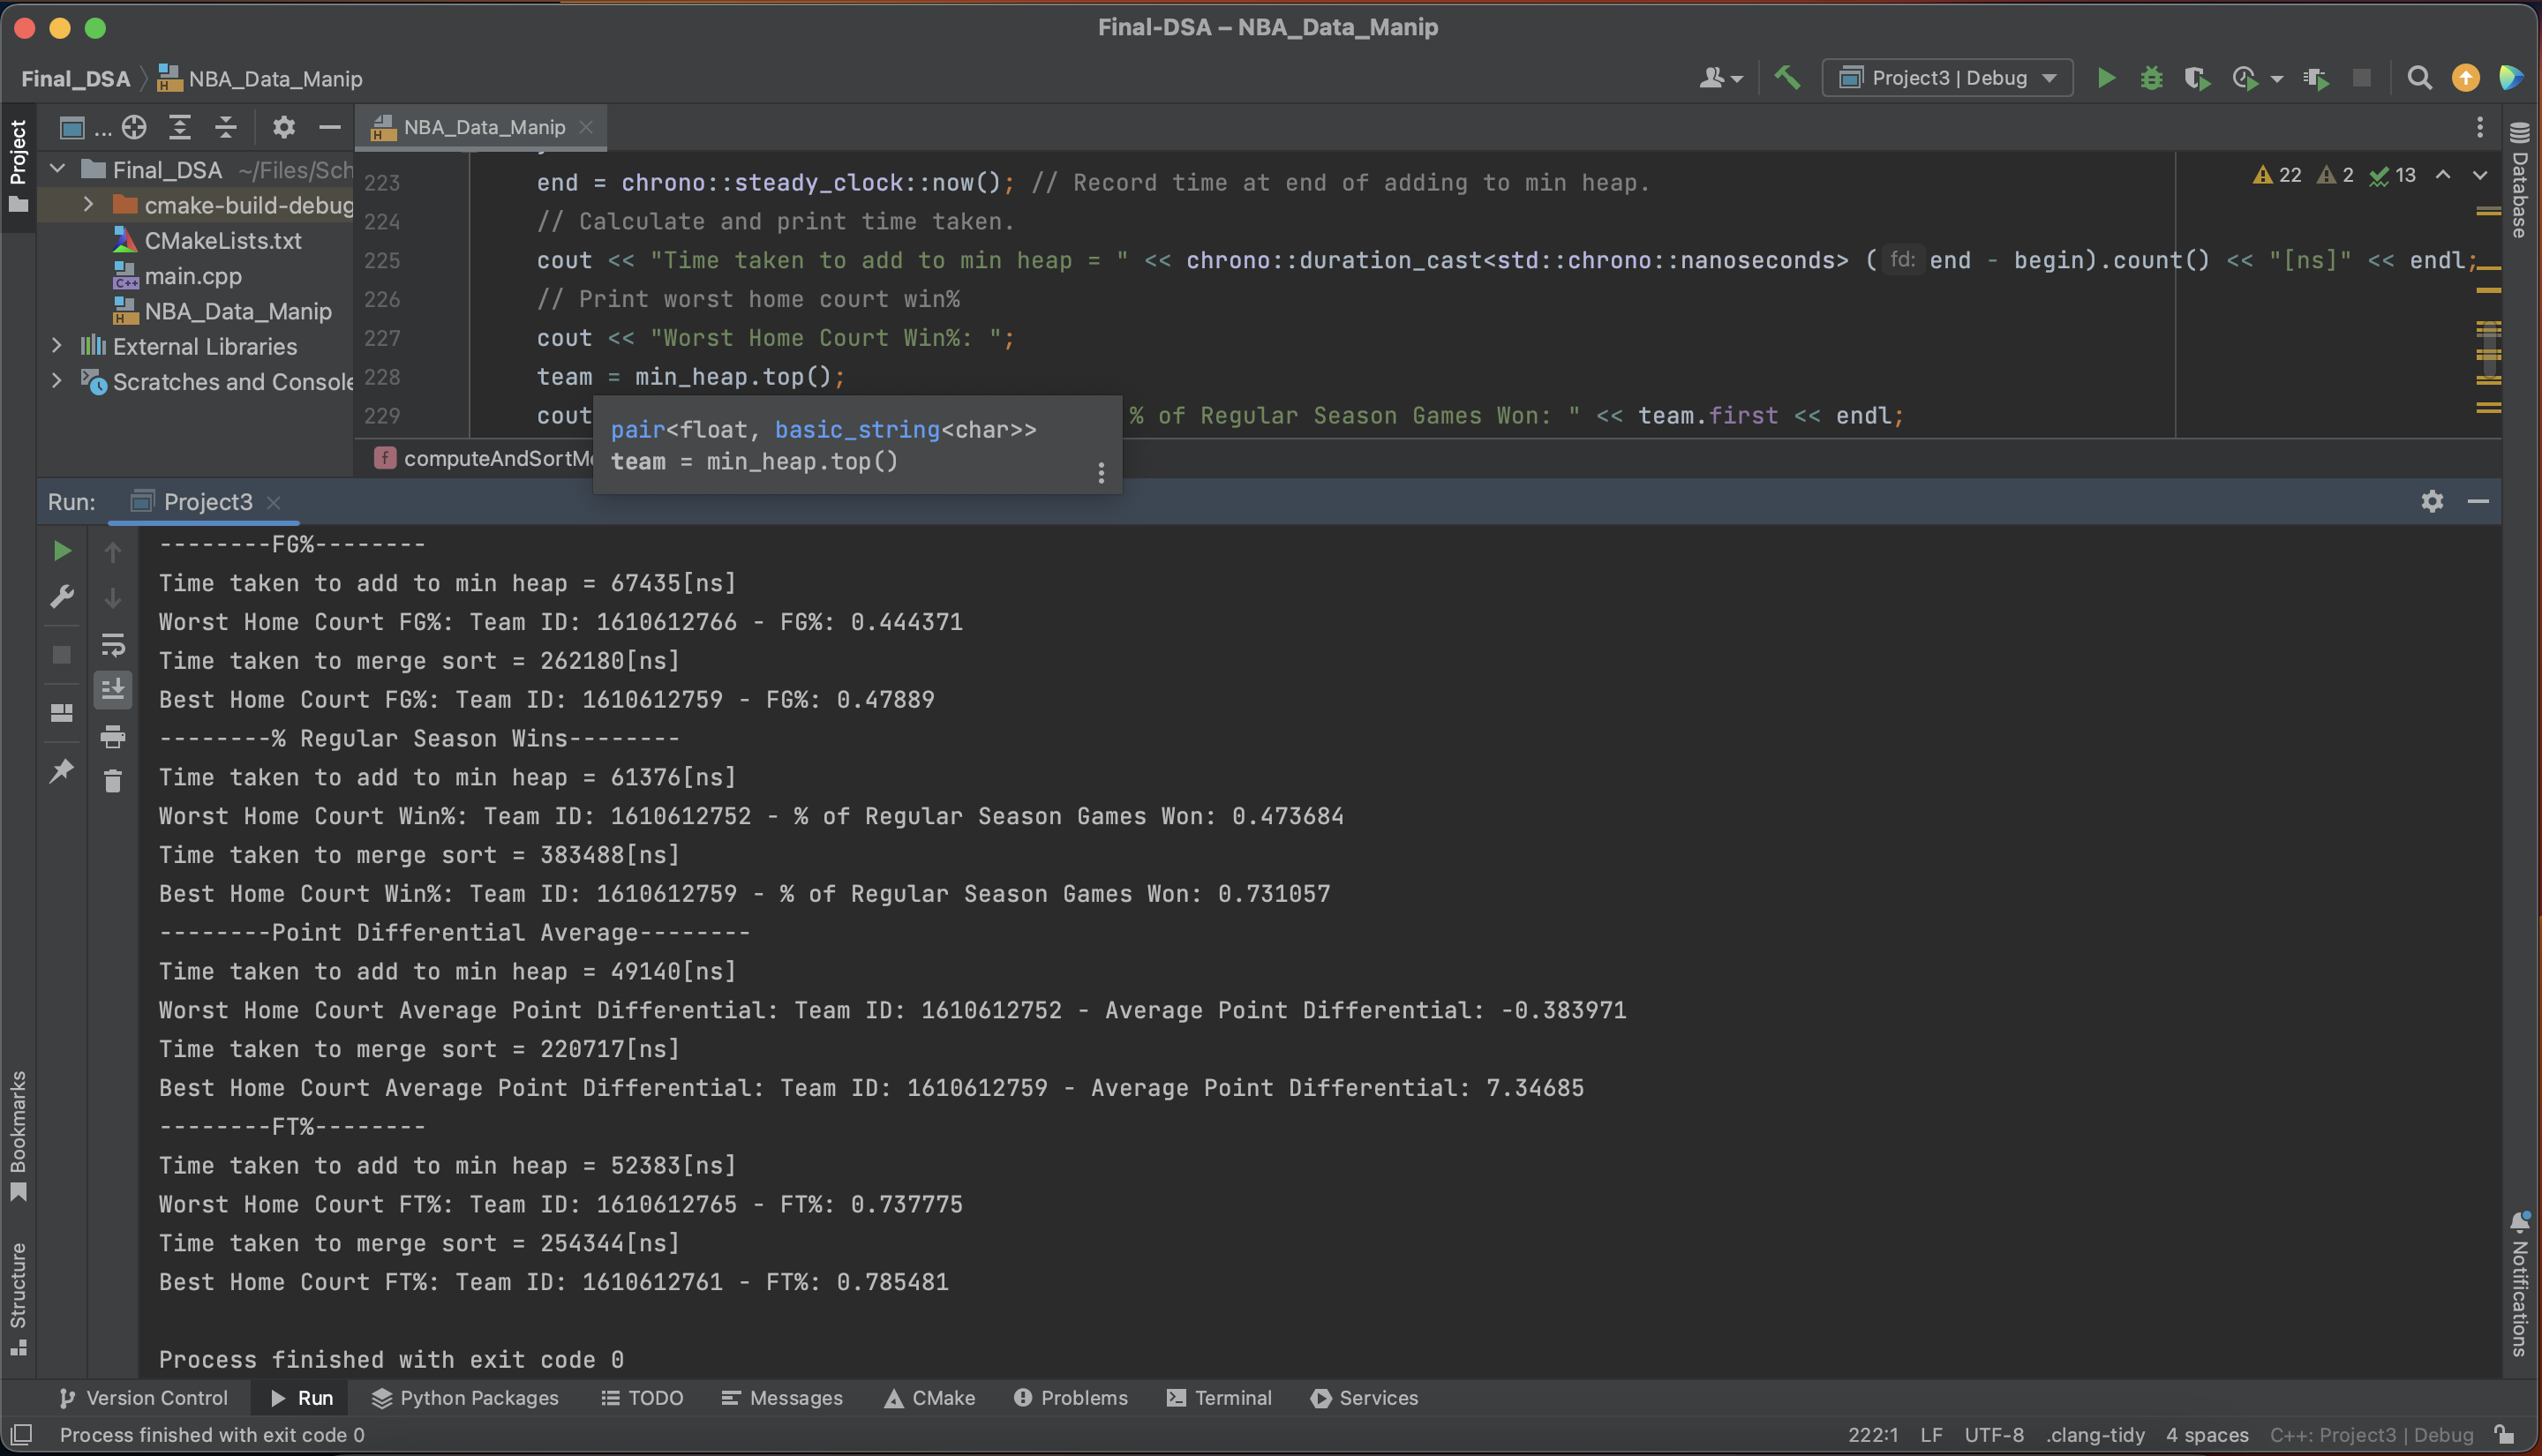 Final-DSA – NBA_Data_Manip
Final_DSA NBA_Data_Manip
Project3 | Debug
Project
...
NBA_Data_Manip
Final_DSA ~/Files/Sch
cmake-build-debug
CMakeLists.txt
main.cpp
NBA_Data_Manip
External Libraries
Scratches and Console
22 2 13
223 end = chrono::steady_clock::now(); // Record time at end of adding to min heap.
224 // Calculate and print time taken.
225 cout << "Time taken to add to min heap = " << chrono::duration_cast<std::chrono::nanoseconds> ( fd: end - begin).count() << "[ns]" << endl;
226 // Print worst home court win%
227 cout << "Worst Home Court Win%: ";
228 team = min_heap.top();
229 cout % of Regular Season Games Won: " << team.first << endl;
pair<float, basic_string<char>>
team = min_heap.top()
f computeAndSortMe
Database
Run: Project3
--------FG%--------
Time taken to add to min heap = 67435[ns]
Worst Home Court FG%: Team ID: 1610612766 - FG%: 0.444371
Time taken to merge sort = 262180[ns]
Best Home Court FG%: Team ID: 1610612759 - FG%: 0.47889
--------% Regular Season Wins--------
Time taken to add to min heap = 61376[ns]
Worst Home Court Win%: Team ID: 1610612752 - % of Regular Season Games Won: 0.473684
Time taken to merge sort = 383488[ns]
Best Home Court Win%: Team ID: 1610612759 - % of Regular Season Games Won: 0.731057
--------Point Differential Average--------
Time taken to add to min heap = 49140[ns]
Worst Home Court Average Point Differential: Team ID: 1610612752 - Average Point Differential: -0.383971
Time taken to merge sort = 220717[ns]
Best Home Court Average Point Differential: Team ID: 1610612759 - Average Point Differential: 7.34685
--------FT%--------
Time taken to add to min heap = 52383[ns]
Worst Home Court FT%: Team ID: 1610612765 - FT%: 0.737775
Time taken to merge sort = 254344[ns]
Best Home Court FT%: Team ID: 1610612761 - FT%: 0.785481
Process finished with exit code 0
Bookmarks
Structure
Notifications
Version Control Run Python Packages TODO Messages CMake Problems Terminal Services
Process finished with exit code 0 222:1 LF UTF-8 .clang-tidy 4 spaces C++: Project3 | Debug